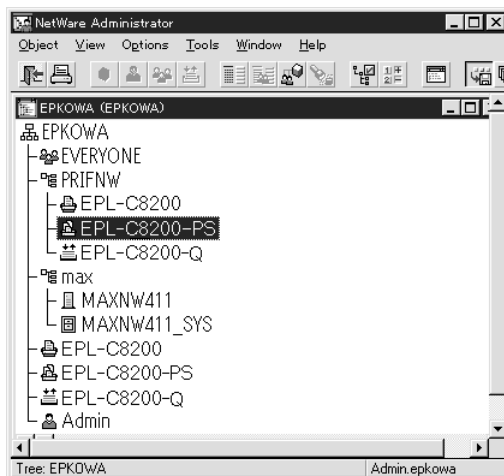 NetWare Administrator
Object View Options Tools Window Help
EPKOWA (EPKOWA)
EPKOWA
EVERYONE
PRIFNW
EPL-C8200
EPL-C8200-PS
EPL-C8200-Q
max
MAXNW411
MAXNW411_SYS
EPL-C8200
EPL-C8200-PS
EPL-C8200-Q
Admin
Tree: EPKOWA Admin.epkowa